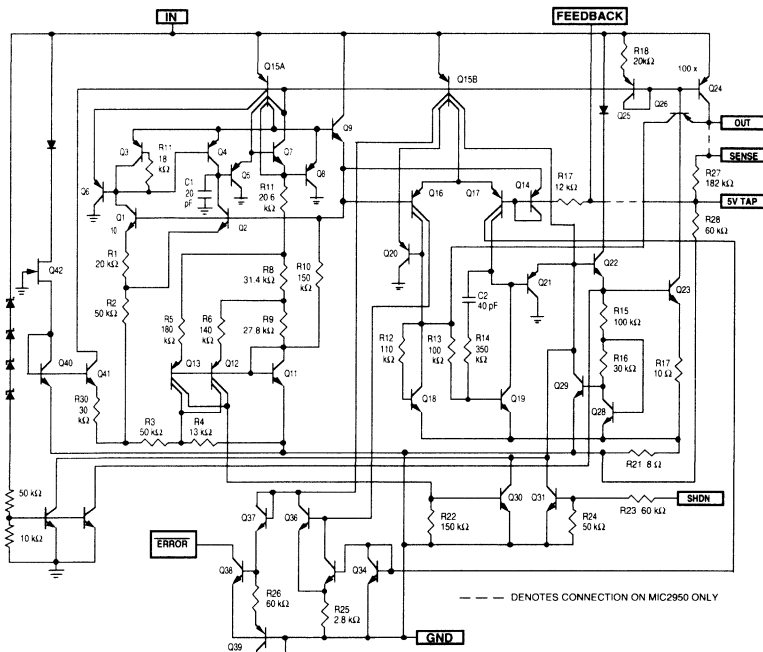 IN
FEEDBACK
R18
20kΩ
100 x
Q15A
Q15B
Q24
Q25
Q26
OUT
SENSE
R27
182 kΩ
5V TAP
R28
60 kΩ
Q3
R11
18
kΩ
Q4
Q5
Q7
Q8
Q9
Q6
C1
20
pF
R11
20.6
kΩ
Q1
10
Q2
Q16
Q17
Q14
R17
12 kΩ
R1
20 kΩ
R2
50 kΩ
R8
31.4 kΩ
R10
150
kΩ
Q20
Q22
Q21
Q23
Q42
R5
180
kΩ
R6
140
kΩ
R9
27.8 kΩ
C2
40 pF
R15
100 kΩ
R12
110
kΩ
R13
100
kΩ
R14
350
kΩ
R16
30 kΩ
R17
10 Ω
Q40
Q41
Q13
Q12
Q11
Q18
Q19
Q29
Q28
R30
30
kΩ
R3
50 kΩ
R4
13 kΩ
R21 8 Ω
50 kΩ
10 kΩ
Q37
Q36
R22
150 kΩ
Q30
Q31
R24
50 kΩ
R23 60 kΩ
SHDN
ERROR
Q38
Q34
R26
60 kΩ
R25
2.8 kΩ
Q39
GND
DENOTES CONNECTION ON MIC2950 ONLY